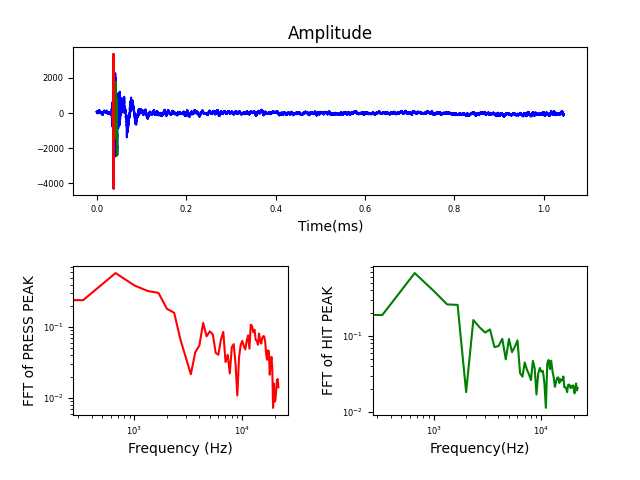 Amplitude
2000
0
−2000
−4000
0.0 0.2 0.4 0.6 0.8 1.0
Time(ms)
FFT of PRESS PEAK
10⁻¹
10⁻²
10³ 10⁴
Frequency (Hz)
FFT of HIT PEAK
10⁻¹
10⁻²
10³ 10⁴
Frequency(Hz)